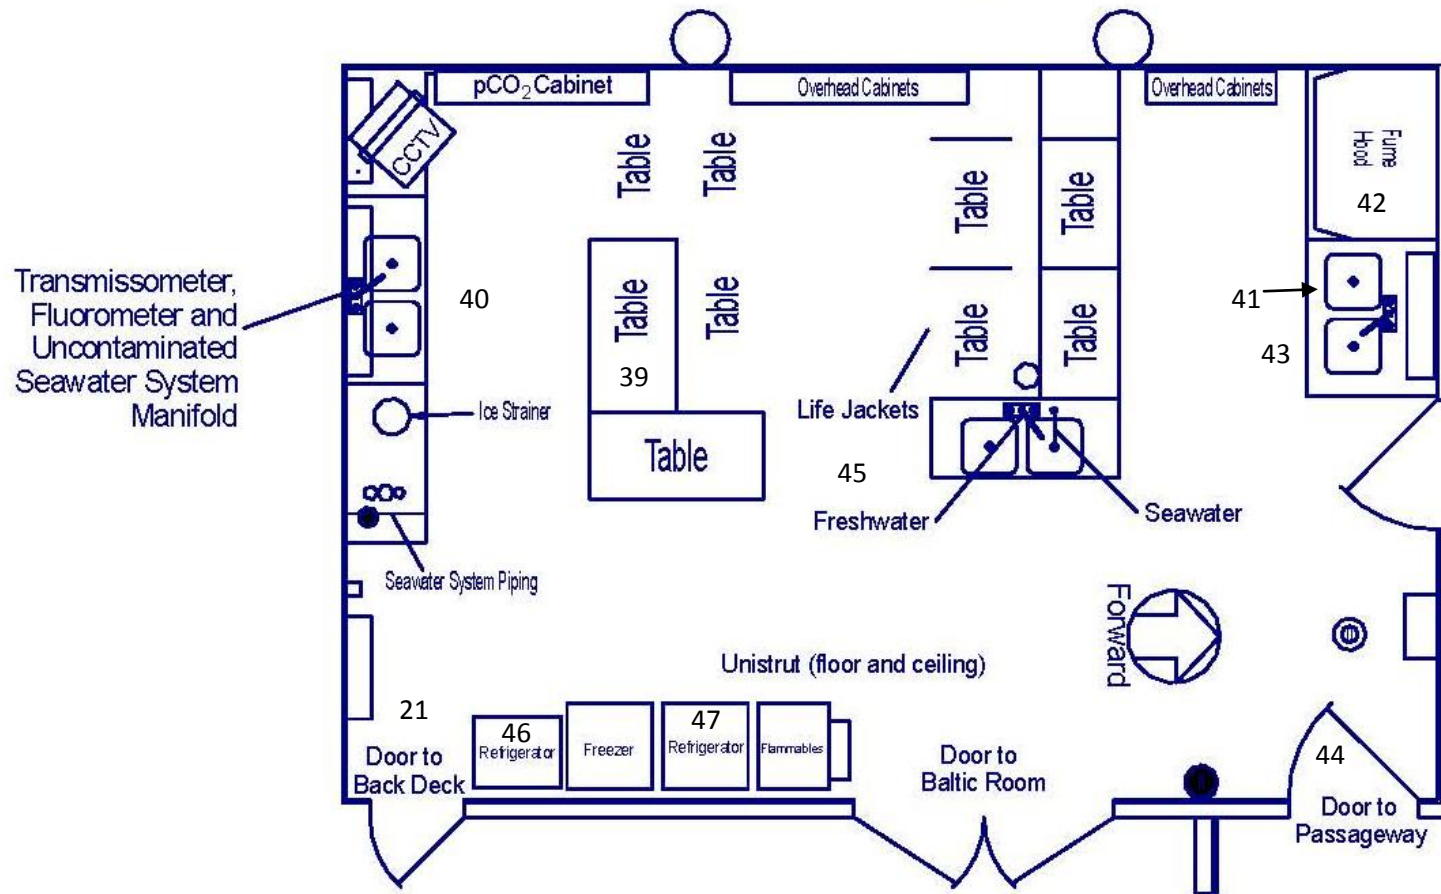 pCO2 Cabinet
Overhead Cabinets
Overhead Cabinets
CCTV
Table
Table
Table
Table
Fume
Hood
42
Transmissometer,
Fluorometer and
Uncontaminated
Seawater System
Manifold
40
Table
39
Table
Table
Table
41
43
Ice Strainer
Life Jackets
Table
45
Freshwater
Seawater
Seawater System Piping
Forward
Unistrut (floor and ceiling)
21
Door to
Back Deck
46
Refrigerator
Freezer
47
Refrigerator
Flammables
Door to
Baltic Room
44
Door to
Passageway